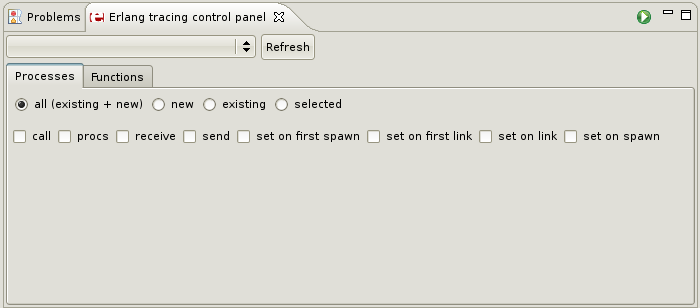 Problems Erlang tracing control panel
Refresh
Processes Functions
all (existing + new) new existing selected
call procs receive send set on first spawn set on first link set on link set on spawn